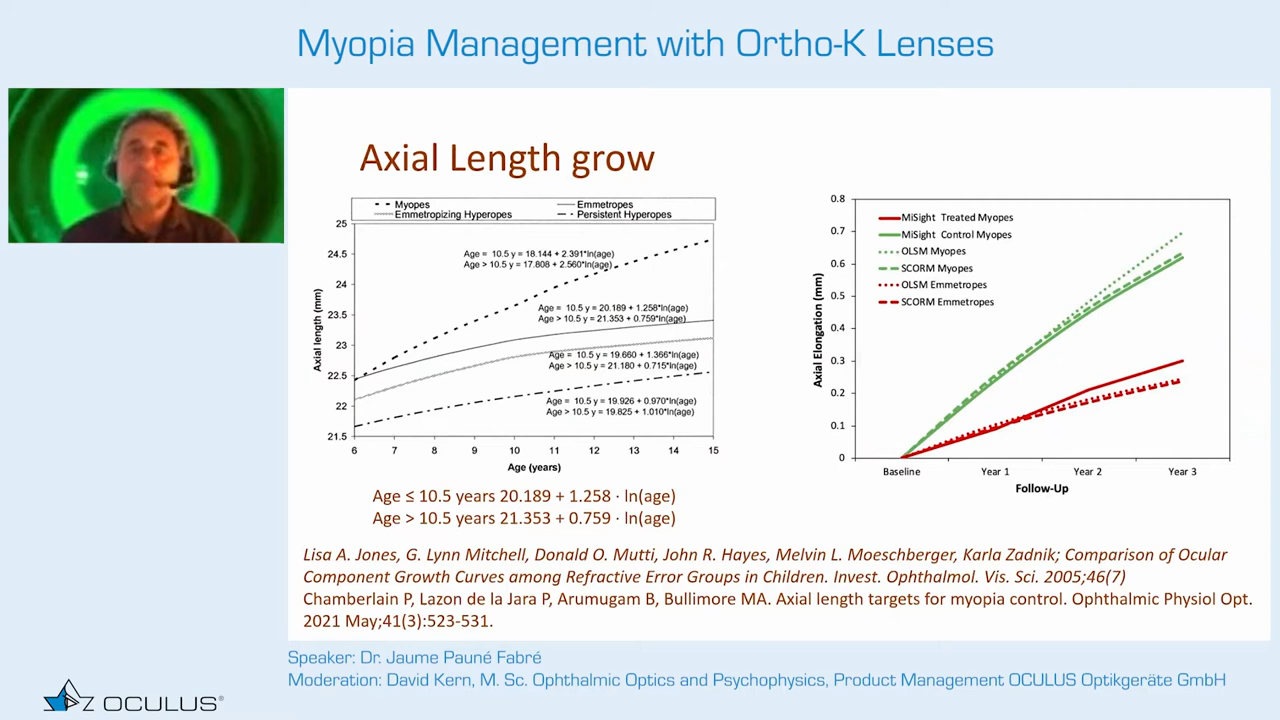 Myopia Management with Ortho-K Lenses
Axial Length grow
Myopes
Emmetropes
Emmetropizing Hyperopes
Persistent Hyperopes
25
24.5
24
23.5
23
22.5
22
21.5
Axial length (mm)
Age = 10.5 y = 18.144 + 2.391*ln(age)
Age > 10.5 y = 17.808 + 2.560*ln(age)
Age = 10.5 y = 20.189 + 1.258*ln(age)
Age > 10.5 y = 21.353 + 0.759*ln(age)
Age = 10.5 y = 19.660 + 1.366*ln(age)
Age > 10.5 y = 21.180 + 0.715*ln(age)
Age = 10.5 y = 19.926 + 0.970*ln(age)
Age > 10.5 y = 19.825 + 1.010*ln(age)
6 7 8 9 10 11 12 13 14 15
Age (years)
0.8
0.7
0.6
0.5
0.4
0.3
0.2
0.1
0
Axial Elongation (mm)
MiSight Treated Myopes
MiSight Control Myopes
OLSM Myopes
SCORM Myopes
OLSM Emmetropes
SCORM Emmetropes
Baseline Year 1 Year 2 Year 3
Follow-Up
Age ≤ 10.5 years 20.189 + 1.258 · ln(age)
Age > 10.5 years 21.353 + 0.759 · ln(age)
Lisa A. Jones, G. Lynn Mitchell, Donald O. Mutti, John R. Hayes, Melvin L. Moeschberger, Karla Zadnik; Comparison of Ocular
Component Growth Curves among Refractive Error Groups in Children. Invest. Ophthalmol. Vis. Sci. 2005;46(7)
Chamberlain P, Lazon de la Jara P, Arumugam B, Bullimore MA. Axial length targets for myopia control. Ophthalmic Physiol Opt.
2021 May;41(3):523-531.
Speaker: Dr. Jaume Pauné Fabré
Moderation: David Kern, M. Sc. Ophthalmic Optics and Psychophysics, Product Management OCULUS Optikgeräte GmbH
OCULUS®